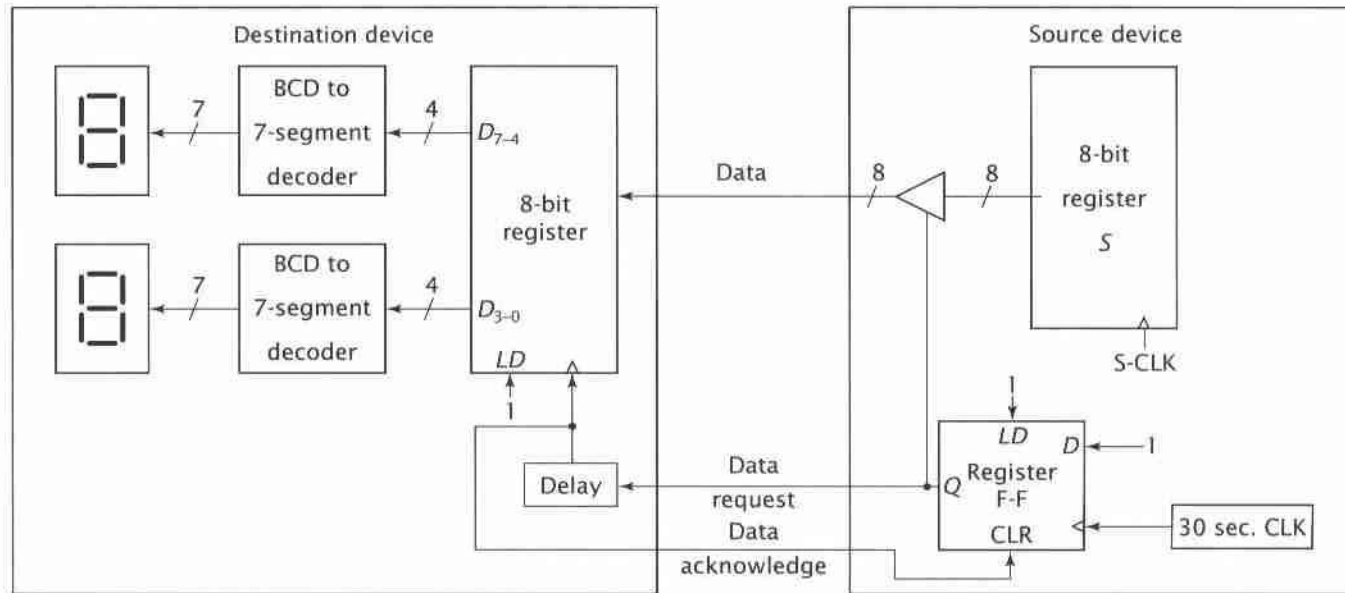 Destination device
Source device
BCD to
7-segment
decoder
7
4
D7–4
8-bit
register
Data
8
8
8-bit
register
S
S-CLK
BCD to
7-segment
decoder
7
4
D3–0
LD
1
1
LD
D
1
Register
F-F
Q
CLR
30 sec. CLK
Delay
Data
request
Data
acknowledge